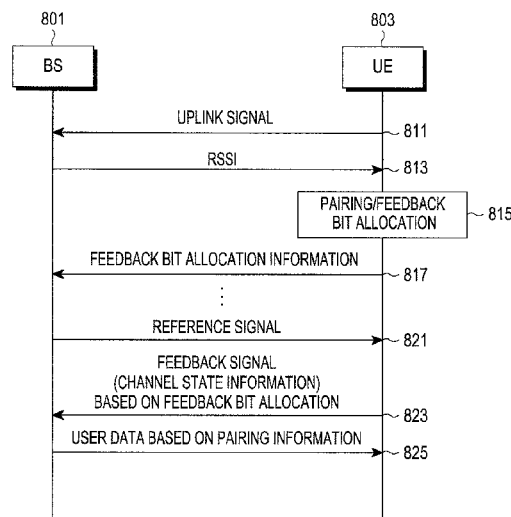 801
803
BS
UE
UPLINK SIGNAL
811
RSSI
813
PAIRING/FEEDBACK
BIT ALLOCATION
815
FEEDBACK BIT ALLOCATION INFORMATION
817
REFERENCE SIGNAL
821
FEEDBACK SIGNAL
(CHANNEL STATE INFORMATION)
BASED ON FEEDBACK BIT ALLOCATION
823
USER DATA BASED ON PAIRING INFORMATION
825